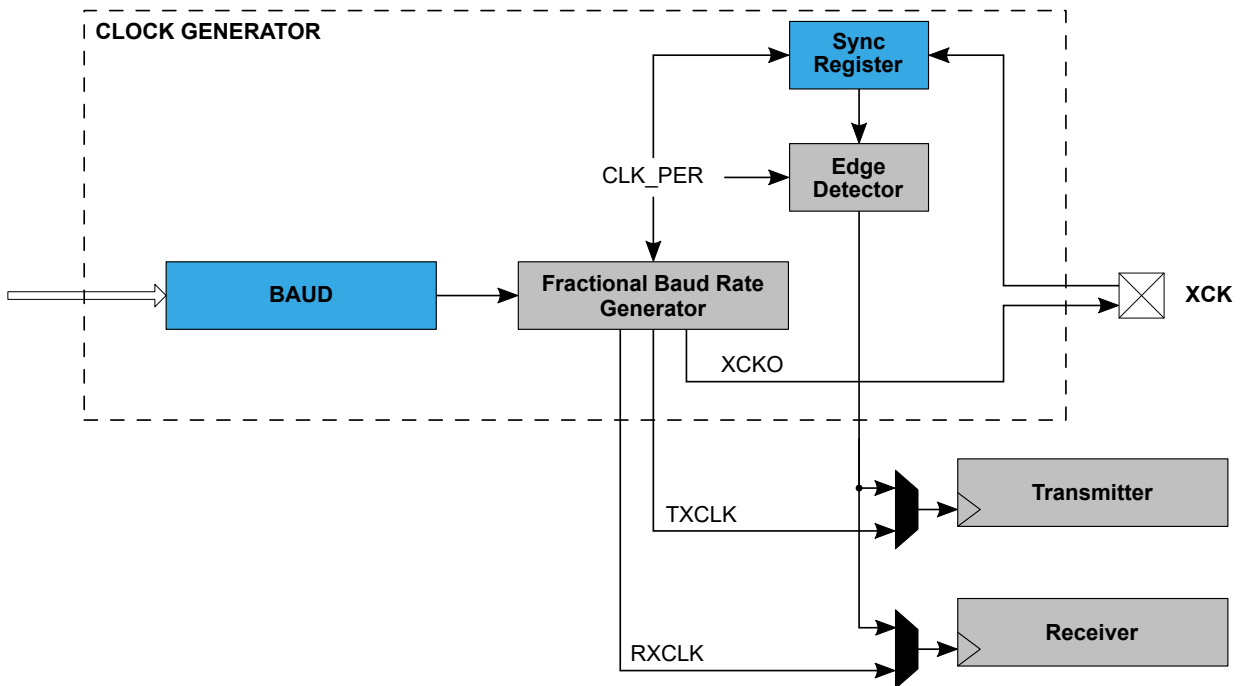 CLOCK GENERATOR
Sync
Register
CLK_PER
Edge
Detector
BAUD
Fractional Baud Rate
Generator
XCK
XCKO
Transmitter
TXCLK
Receiver
RXCLK